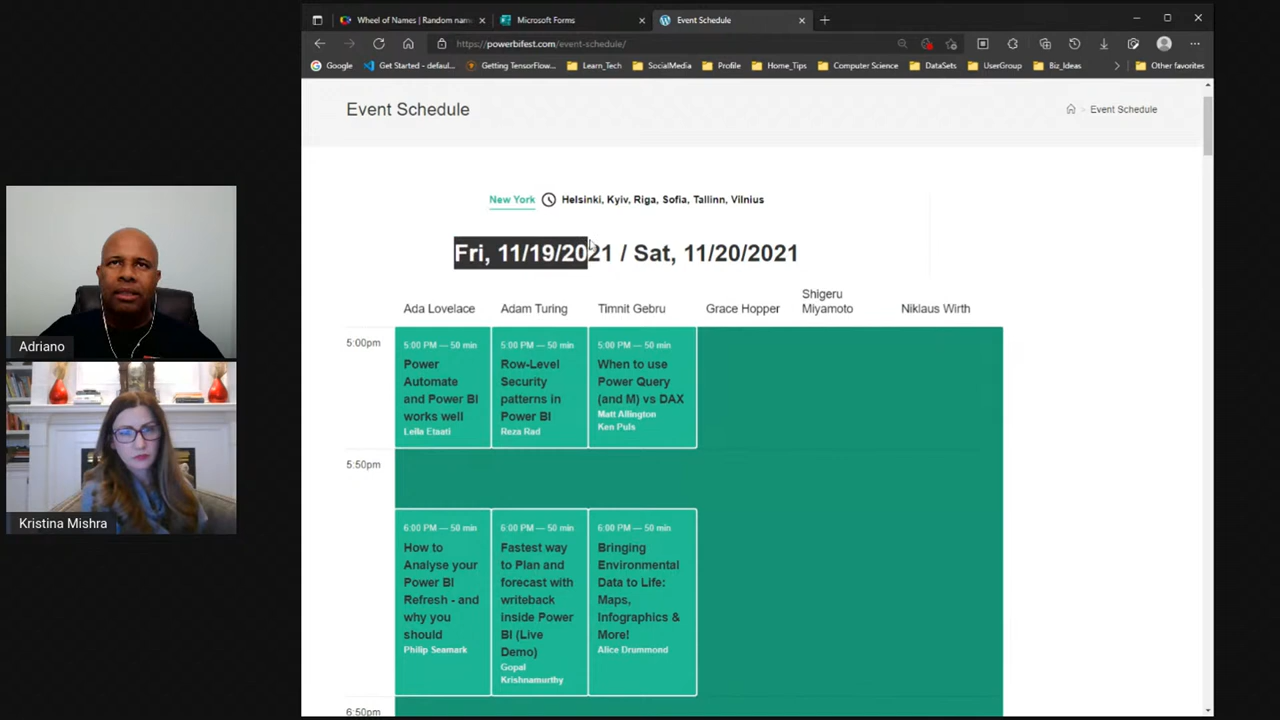 Wheel of Names | Random nam
Microsoft Forms
Event Schedule
https://powerbifest.com/event-schedule/
Google
Get Started - defaul...
Getting TensorFlow...
Learn_Tech
SocialMedia
Profile
Home_Tips
Computer Science
DataSets
UserGroup
Biz_Ideas
Other favorites
Event Schedule
Event Schedule
New York
Helsinki, Kyiv, Riga, Sofia, Tallinn, Vilnius
Fri, 11/19/2021 / Sat, 11/20/2021
Ada Lovelace
Adam Turing
Timnit Gebru
Grace Hopper
Shigeru
Miyamoto
Niklaus Wirth
5:00pm
5:00 PM — 50 min
Power
Automate
and Power BI
works well
Leila Etaati
5:00 PM — 50 min
Row-Level
Security
patterns in
Power BI
Reza Rad
5:00 PM — 50 min
When to use
Power Query
(and M) vs DAX
Matt Allington
Ken Puls
5:50pm
6:00 PM — 50 min
How to
Analyse your
Power BI
Refresh - and
why you
should
Philip Seamark
6:00 PM — 50 min
Fastest way
to Plan and
forecast with
writeback
inside Power
BI (Live
Demo)
Gopal
Krishnamurthy
6:00 PM — 50 min
Bringing
Environmental
Data to Life:
Maps,
Infographics &
More!
Alice Drummond
6:50pm
Adriano
Kristina Mishra